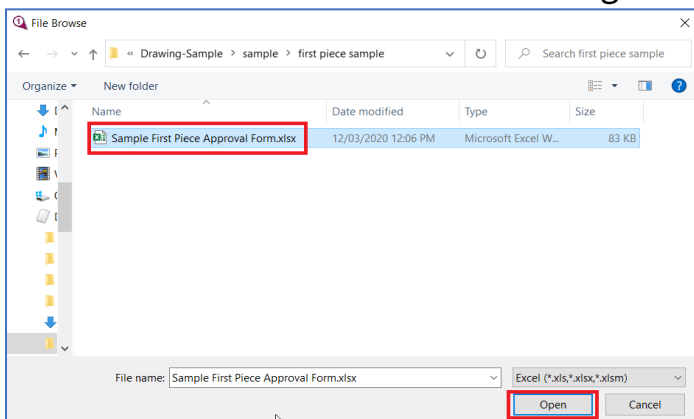 File Browse
« Drawing-Sample > sample > first piece sample
Search first piece sample
Organize
New folder
Name Date modified Type Size
Sample First Piece Approval Form.xlsx 12/03/2020 12:06 PM Microsoft Excel W... 83 KB
File name: Sample First Piece Approval Form.xlsx Excel (*.xls,*.xlsx,*.xlsm)
Open Cancel